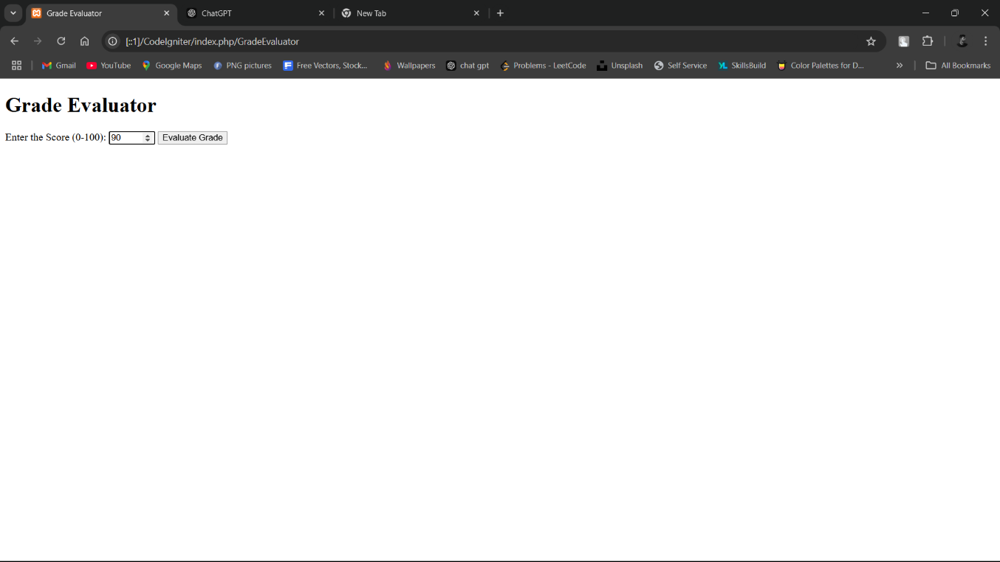 Grade Evaluator
ChatGPT
New Tab
[::1]/CodeIgniter/index.php/GradeEvaluator
Gmail
YouTube
Google Maps
PNG pictures
Free Vectors, Stock...
Wallpapers
chat gpt
Problems - LeetCode
Unsplash
Self Service
YL SkillsBuild
Color Palettes for D...
All Bookmarks
Grade Evaluator
Enter the Score (0-100): 90 Evaluate Grade